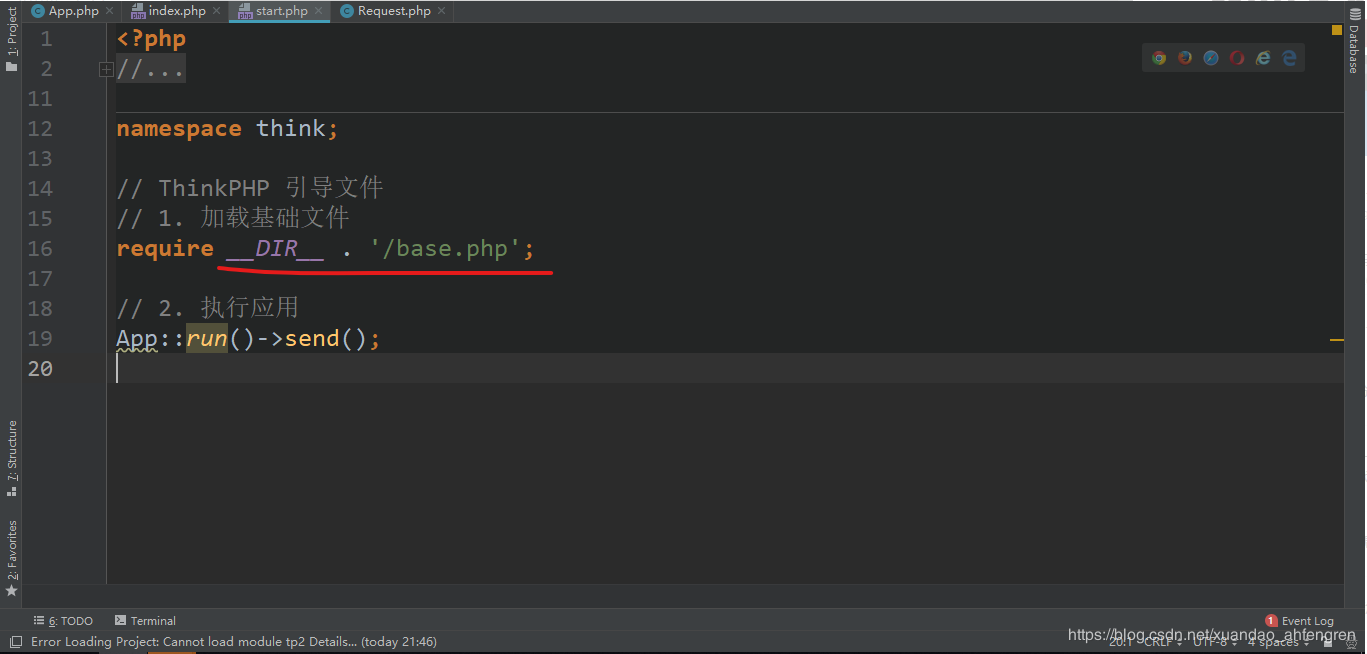 App.php index.php start.php Request.php
1: Project
Database
1 <?php
2 //...
11
12 namespace think;
13
14 // ThinkPHP 引导文件
15 // 1. 加载基础文件
16 require __DIR__ . '/base.php';
17
18 // 2. 执行应用
19 App::run()->send();
20
7: Structure
2: Favorites
6: TODO Terminal 1 Event Log
Error Loading Project: Cannot load module tp2 Details... (today 21:46) 20:1 CRLF UTF-8 4 spaces
https://blog.csdn.net/xuandao_ahfengren